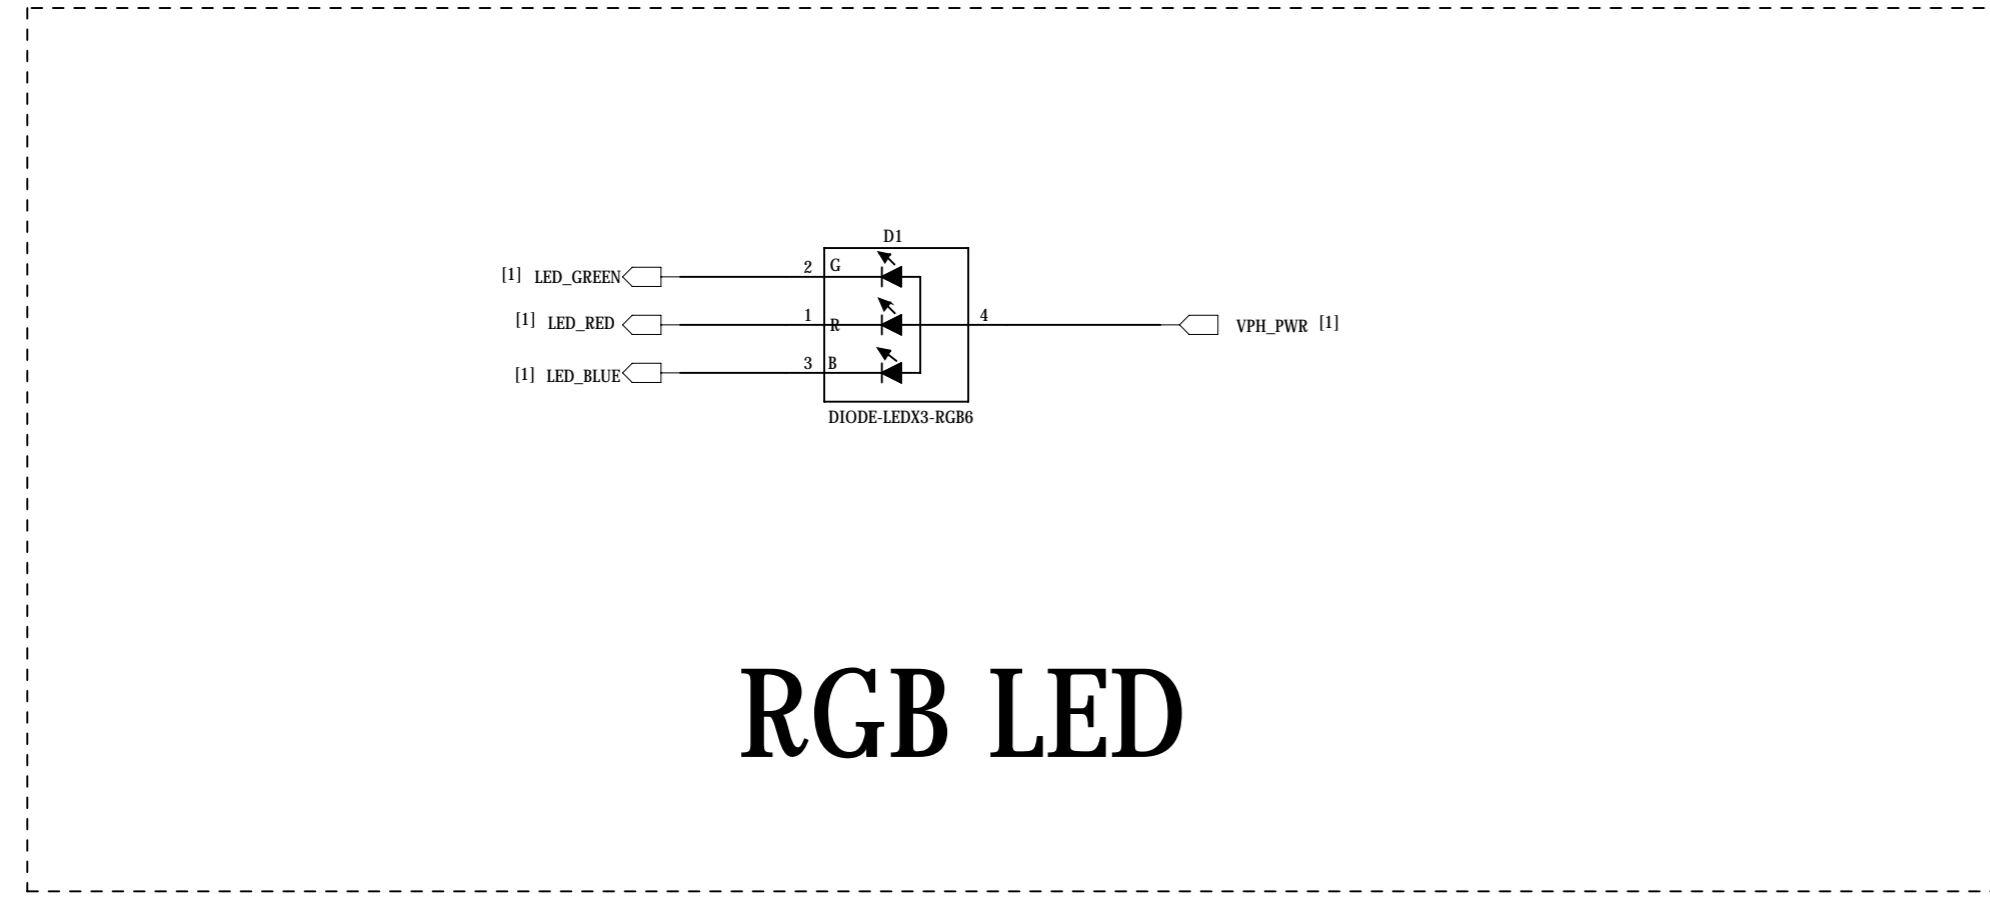 D1
[1] LED_GREEN 2 G
[1] LED_RED 1 R 4 VPH_PWR [1]
[1] LED_BLUE 3 B
DIODE-LEDX3-RGB6
RGB LED